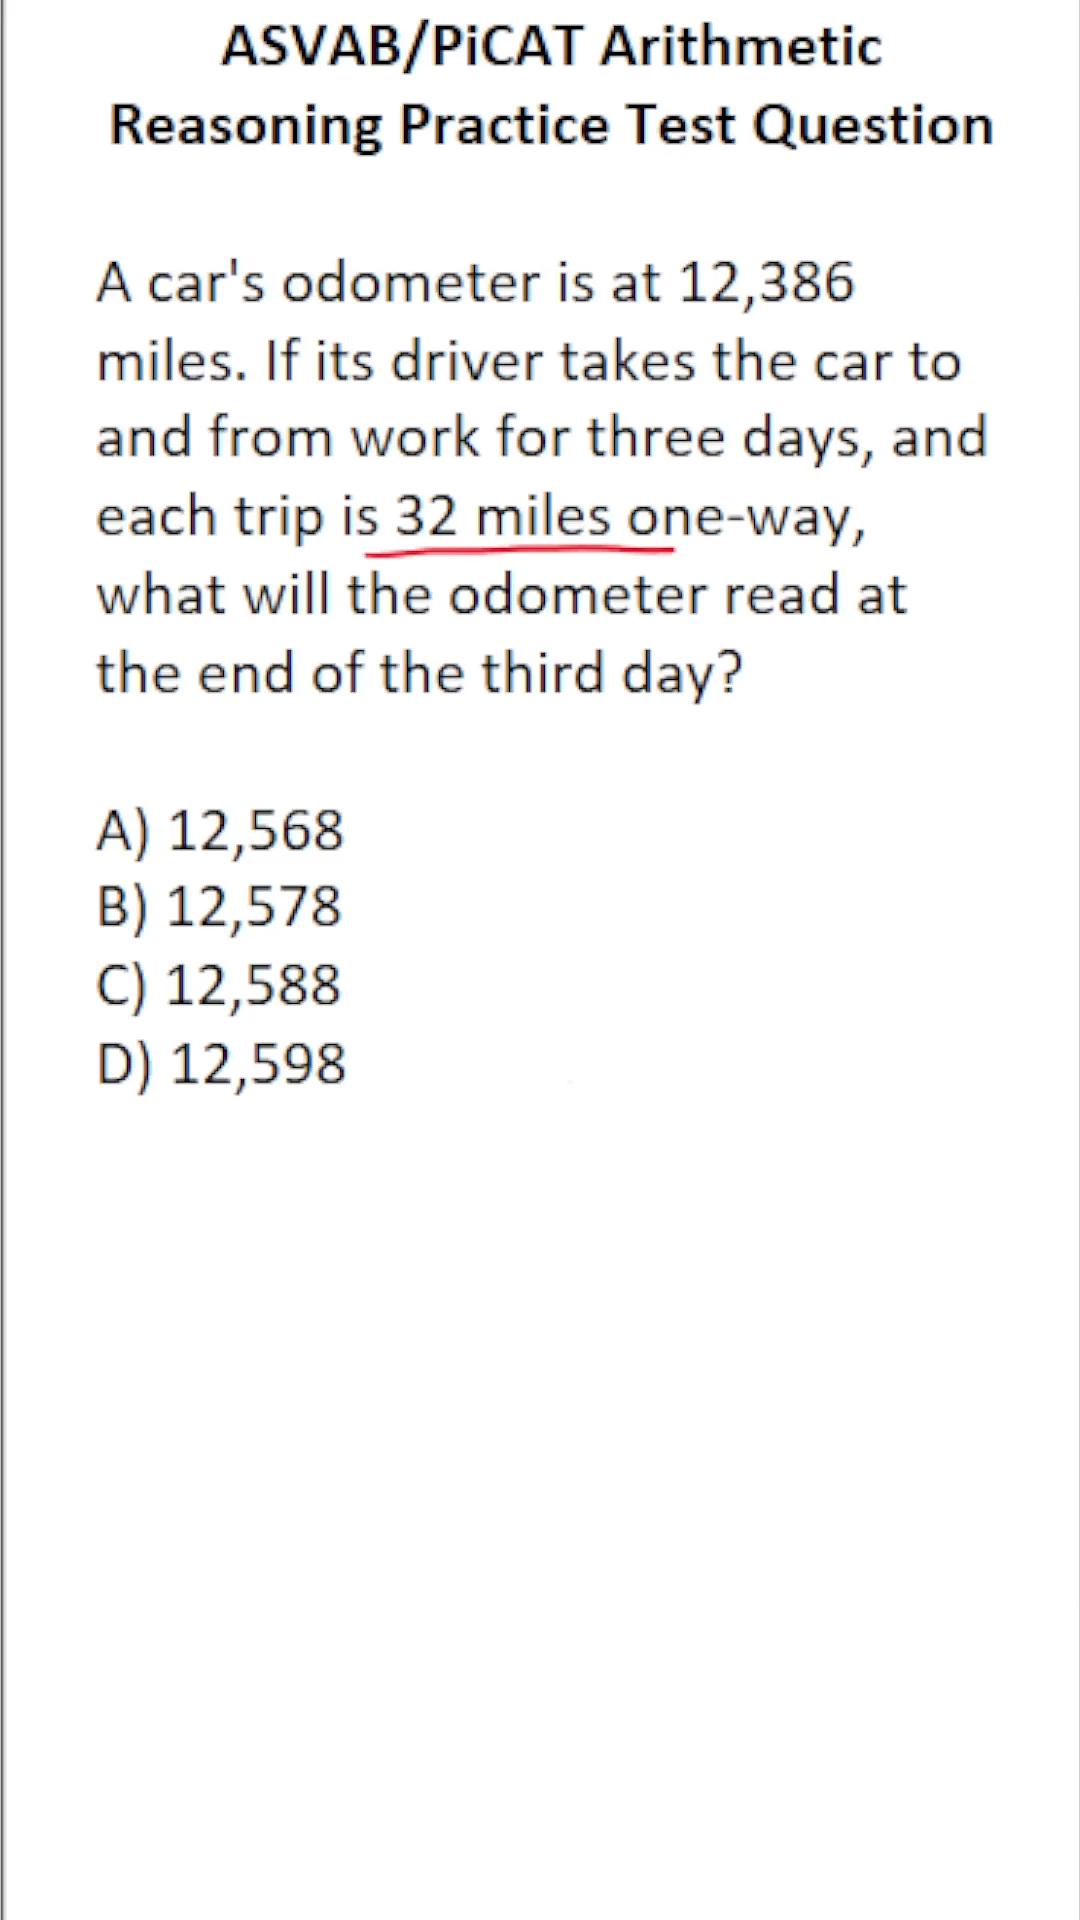 ASVAB/PiCAT Arithmetic
Reasoning Practice Test Question
A car's odometer is at 12,386
miles. If its driver takes the car to
and from work for three days, and
each trip is 32 miles one-way,
what will the odometer read at
the end of the third day?
A) 12,568
B) 12,578
C) 12,588
D) 12,598